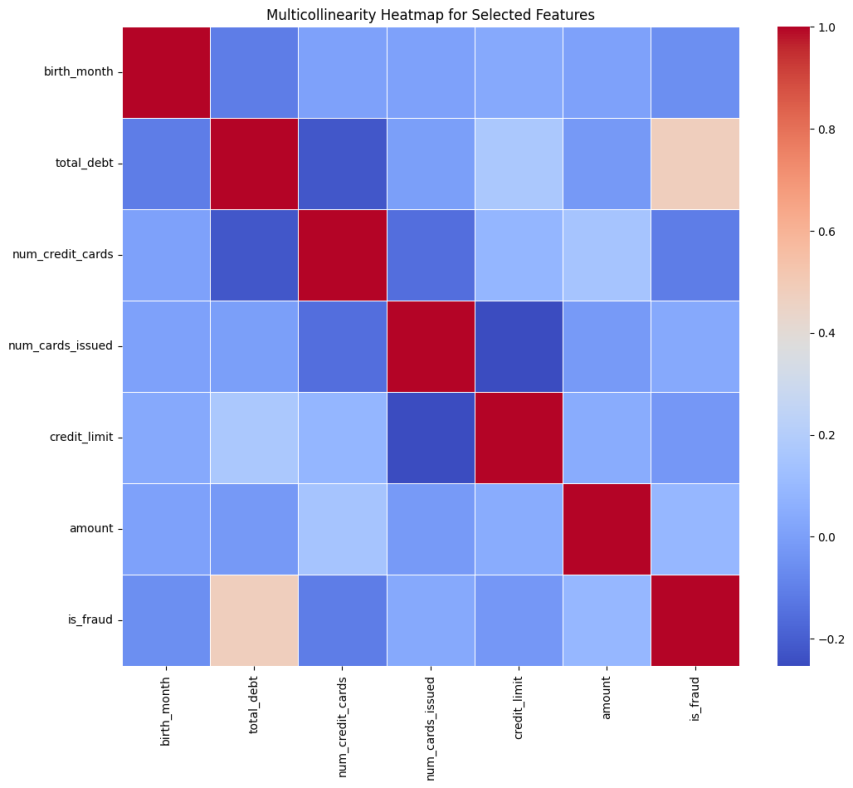 Multicollinearity Heatmap for Selected Features
birth_month
total_debt
num_credit_cards
num_cards_issued
credit_limit
amount
is_fraud
birth_month
total_debt
num_credit_cards
num_cards_issued
credit_limit
amount
is_fraud
1.0
0.8
0.6
0.4
0.2
0.0
−0.2